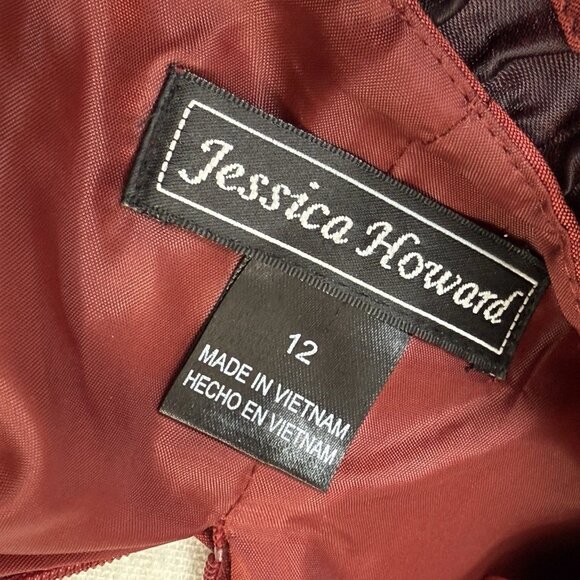 Jessica Howard
12
MADE IN VIETNAM
HECHO EN VIETNAM